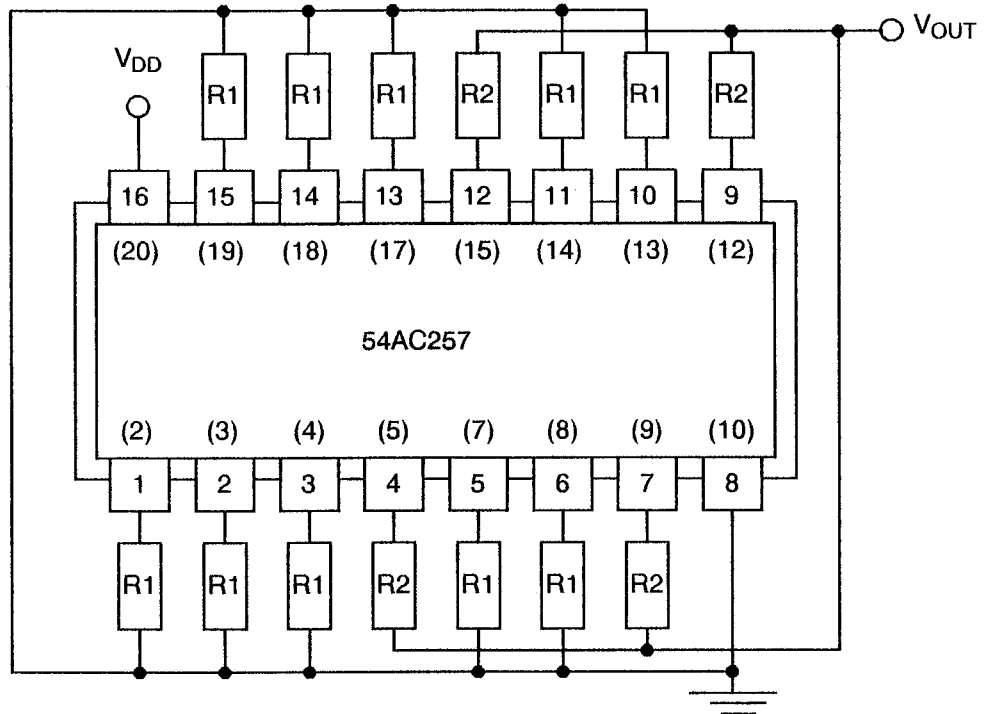 V_OUT
V_DD
R1 R1 R1 R2 R1 R1 R2
16 15 14 13 12 11 10 9
(20) (19) (18) (17) (15) (14) (13) (12)
54AC257
(2) (3) (4) (5) (7) (8) (9) (10)
1 2 3 4 5 6 7 8
R1 R1 R1 R2 R1 R1 R2